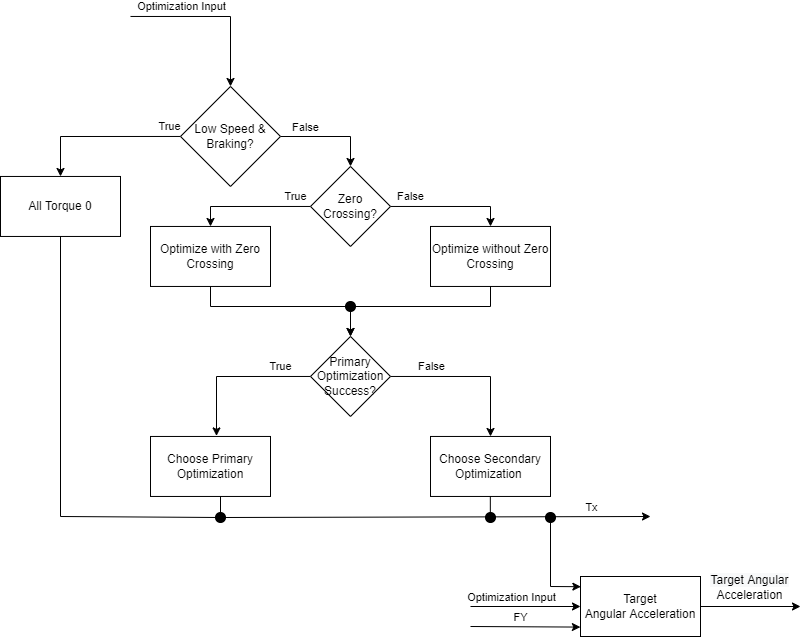 Optimization Input
Low Speed &
Braking?
True
False
All Torque 0
Zero
Crossing?
True
False
Optimize with Zero
Crossing
Optimize without Zero
Crossing
Primary
Optimization
Success?
True
False
Choose Primary
Optimization
Choose Secondary
Optimization
Tx
Optimization Input
FY
Target
Angular Acceleration
Target Angular
Acceleration